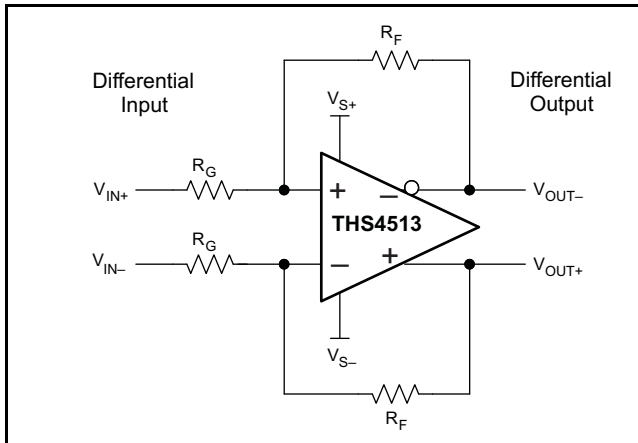 R_F
Differential
Input
Differential
Output
V_S+
R_G
V_IN+
+
−
V_OUT–
THS4513
R_G
V_IN–
−
+
V_OUT+
V_S–
R_F